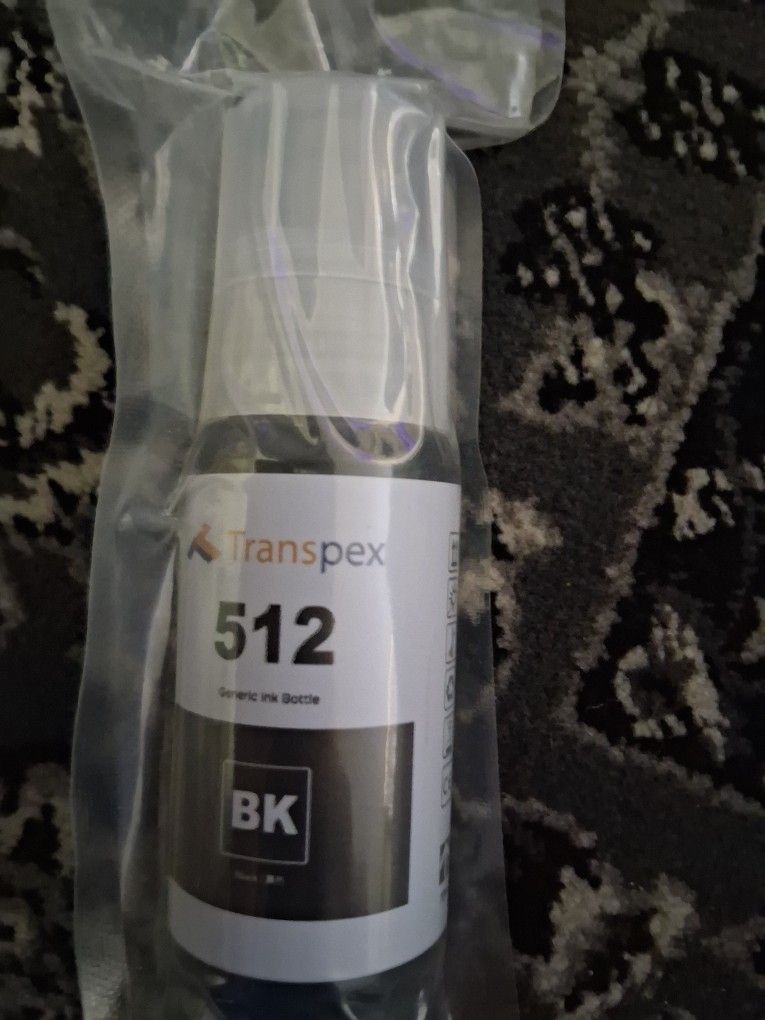 Transpex
512
Generic Ink Bottle
BK